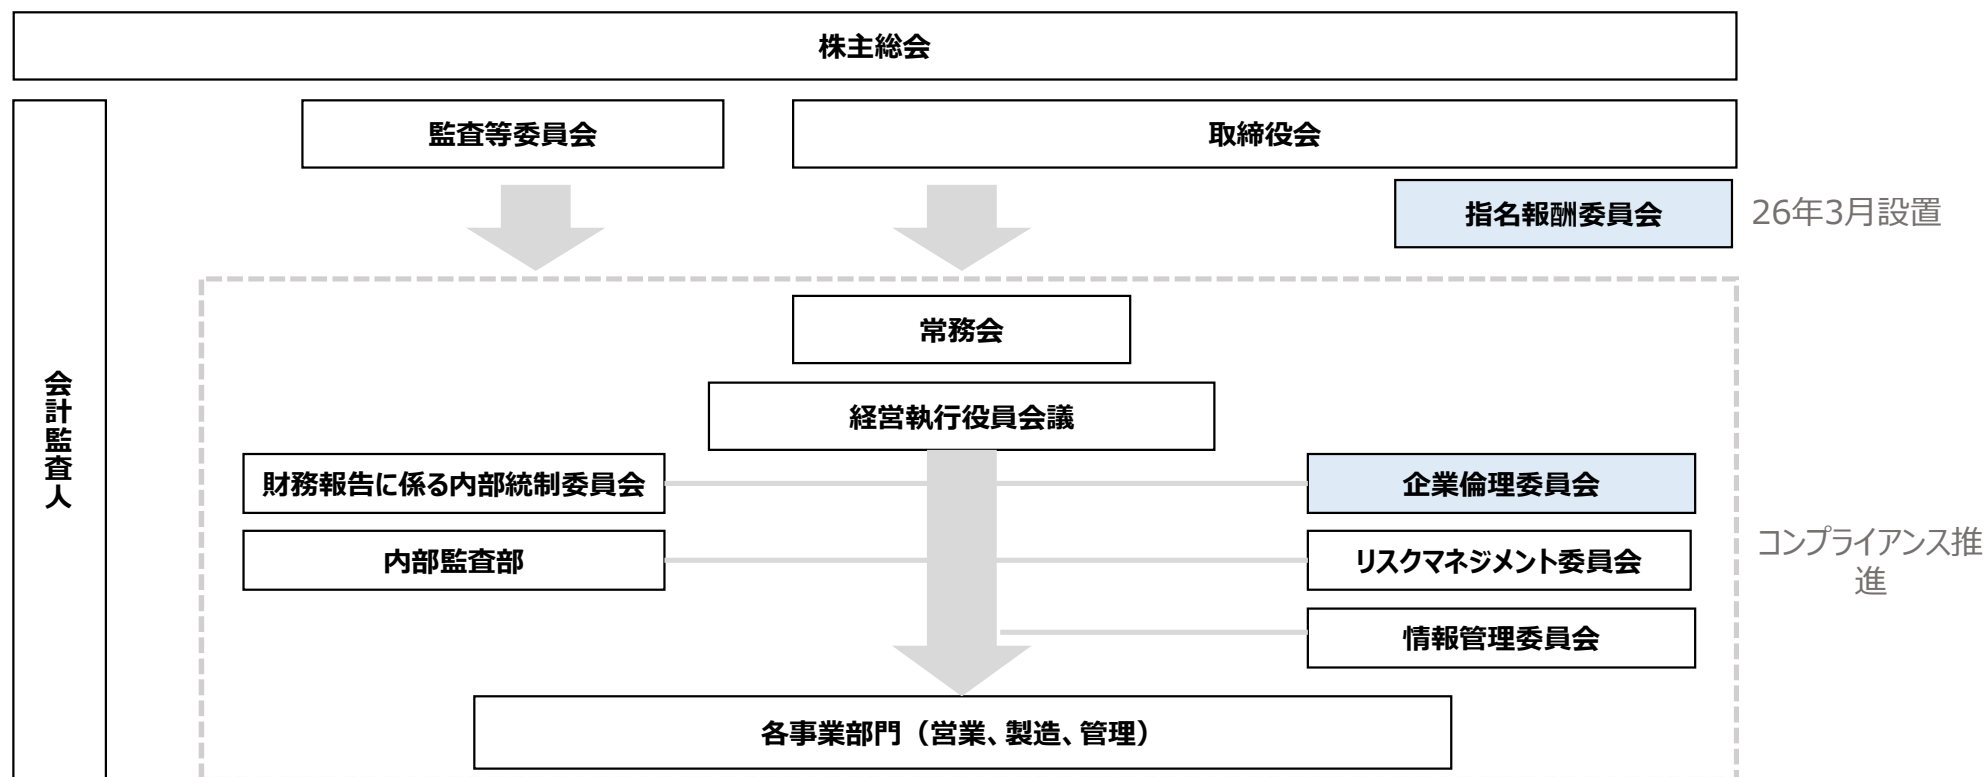 株主総会
監査等委員会
取締役会
指名報酬委員会
26年3月設置
常務会
経営執行役員会議
会計監査人
財務報告に係る内部統制委員会
企業倫理委員会
内部監査部
リスクマネジメント委員会
コンプライアンス推
進
情報管理委員会
各事業部門（営業、製造、管理）